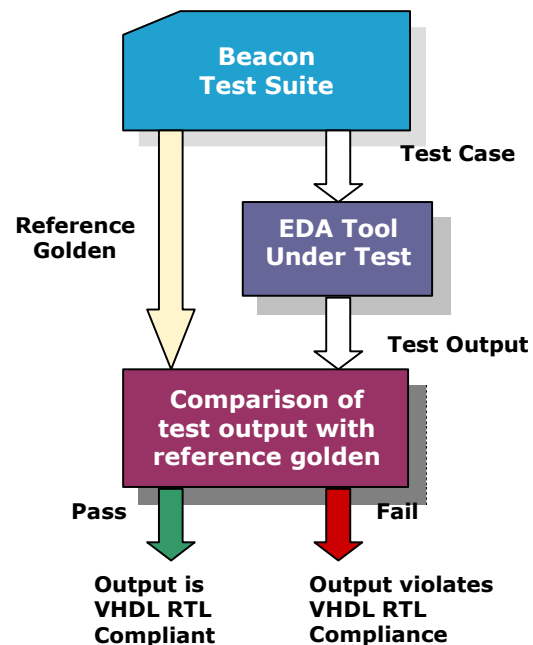 Beacon
Test Suite
Test Case
Reference
Golden
EDA Tool
Under Test
Test Output
Comparison of
test output with
reference golden
Pass
Fail
Output is
VHDL RTL
Compliant
Output violates
VHDL RTL
Compliance